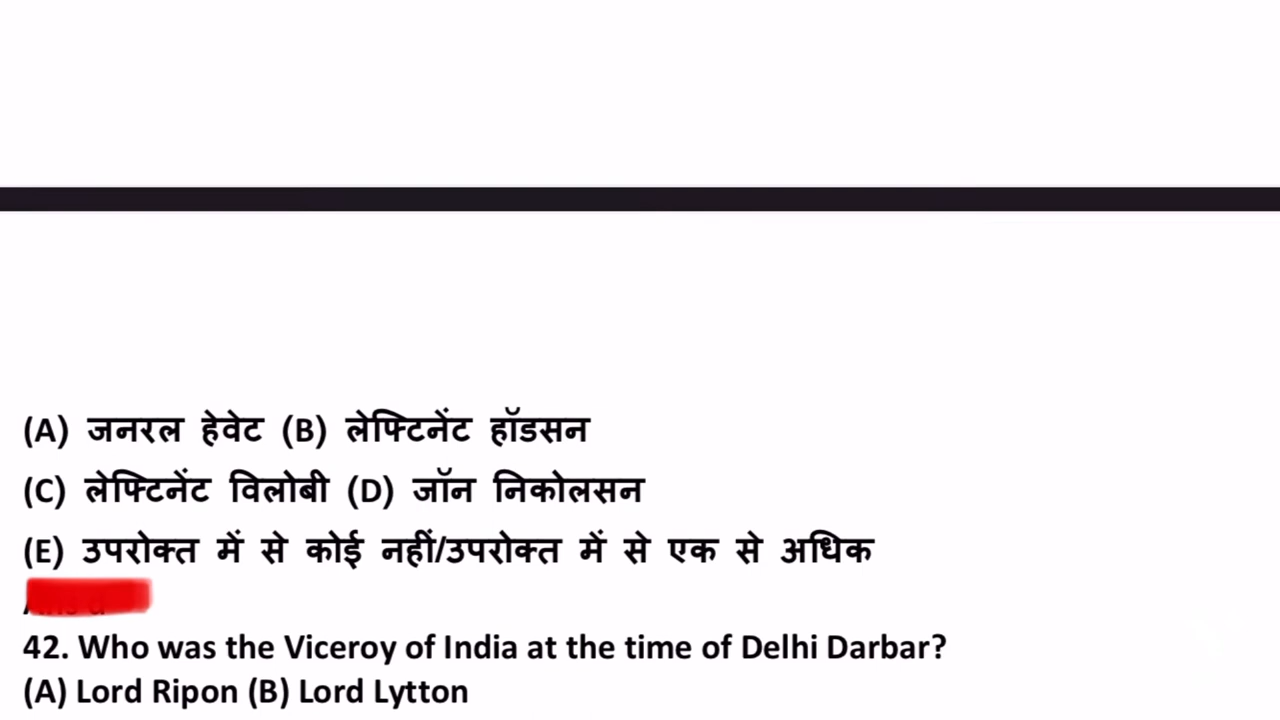 (A) जनरल हेवेट (B) लेफ्टिनेंट हॉडसन
(C) लेफ्टिनेंट विलोबी (D) जॉन निकोलसन
(E) उपरोक्त में से कोई नहीं/उपरोक्त में से एक से अधिक
42. Who was the Viceroy of India at the time of Delhi Darbar?
(A) Lord Ripon (B) Lord Lytton